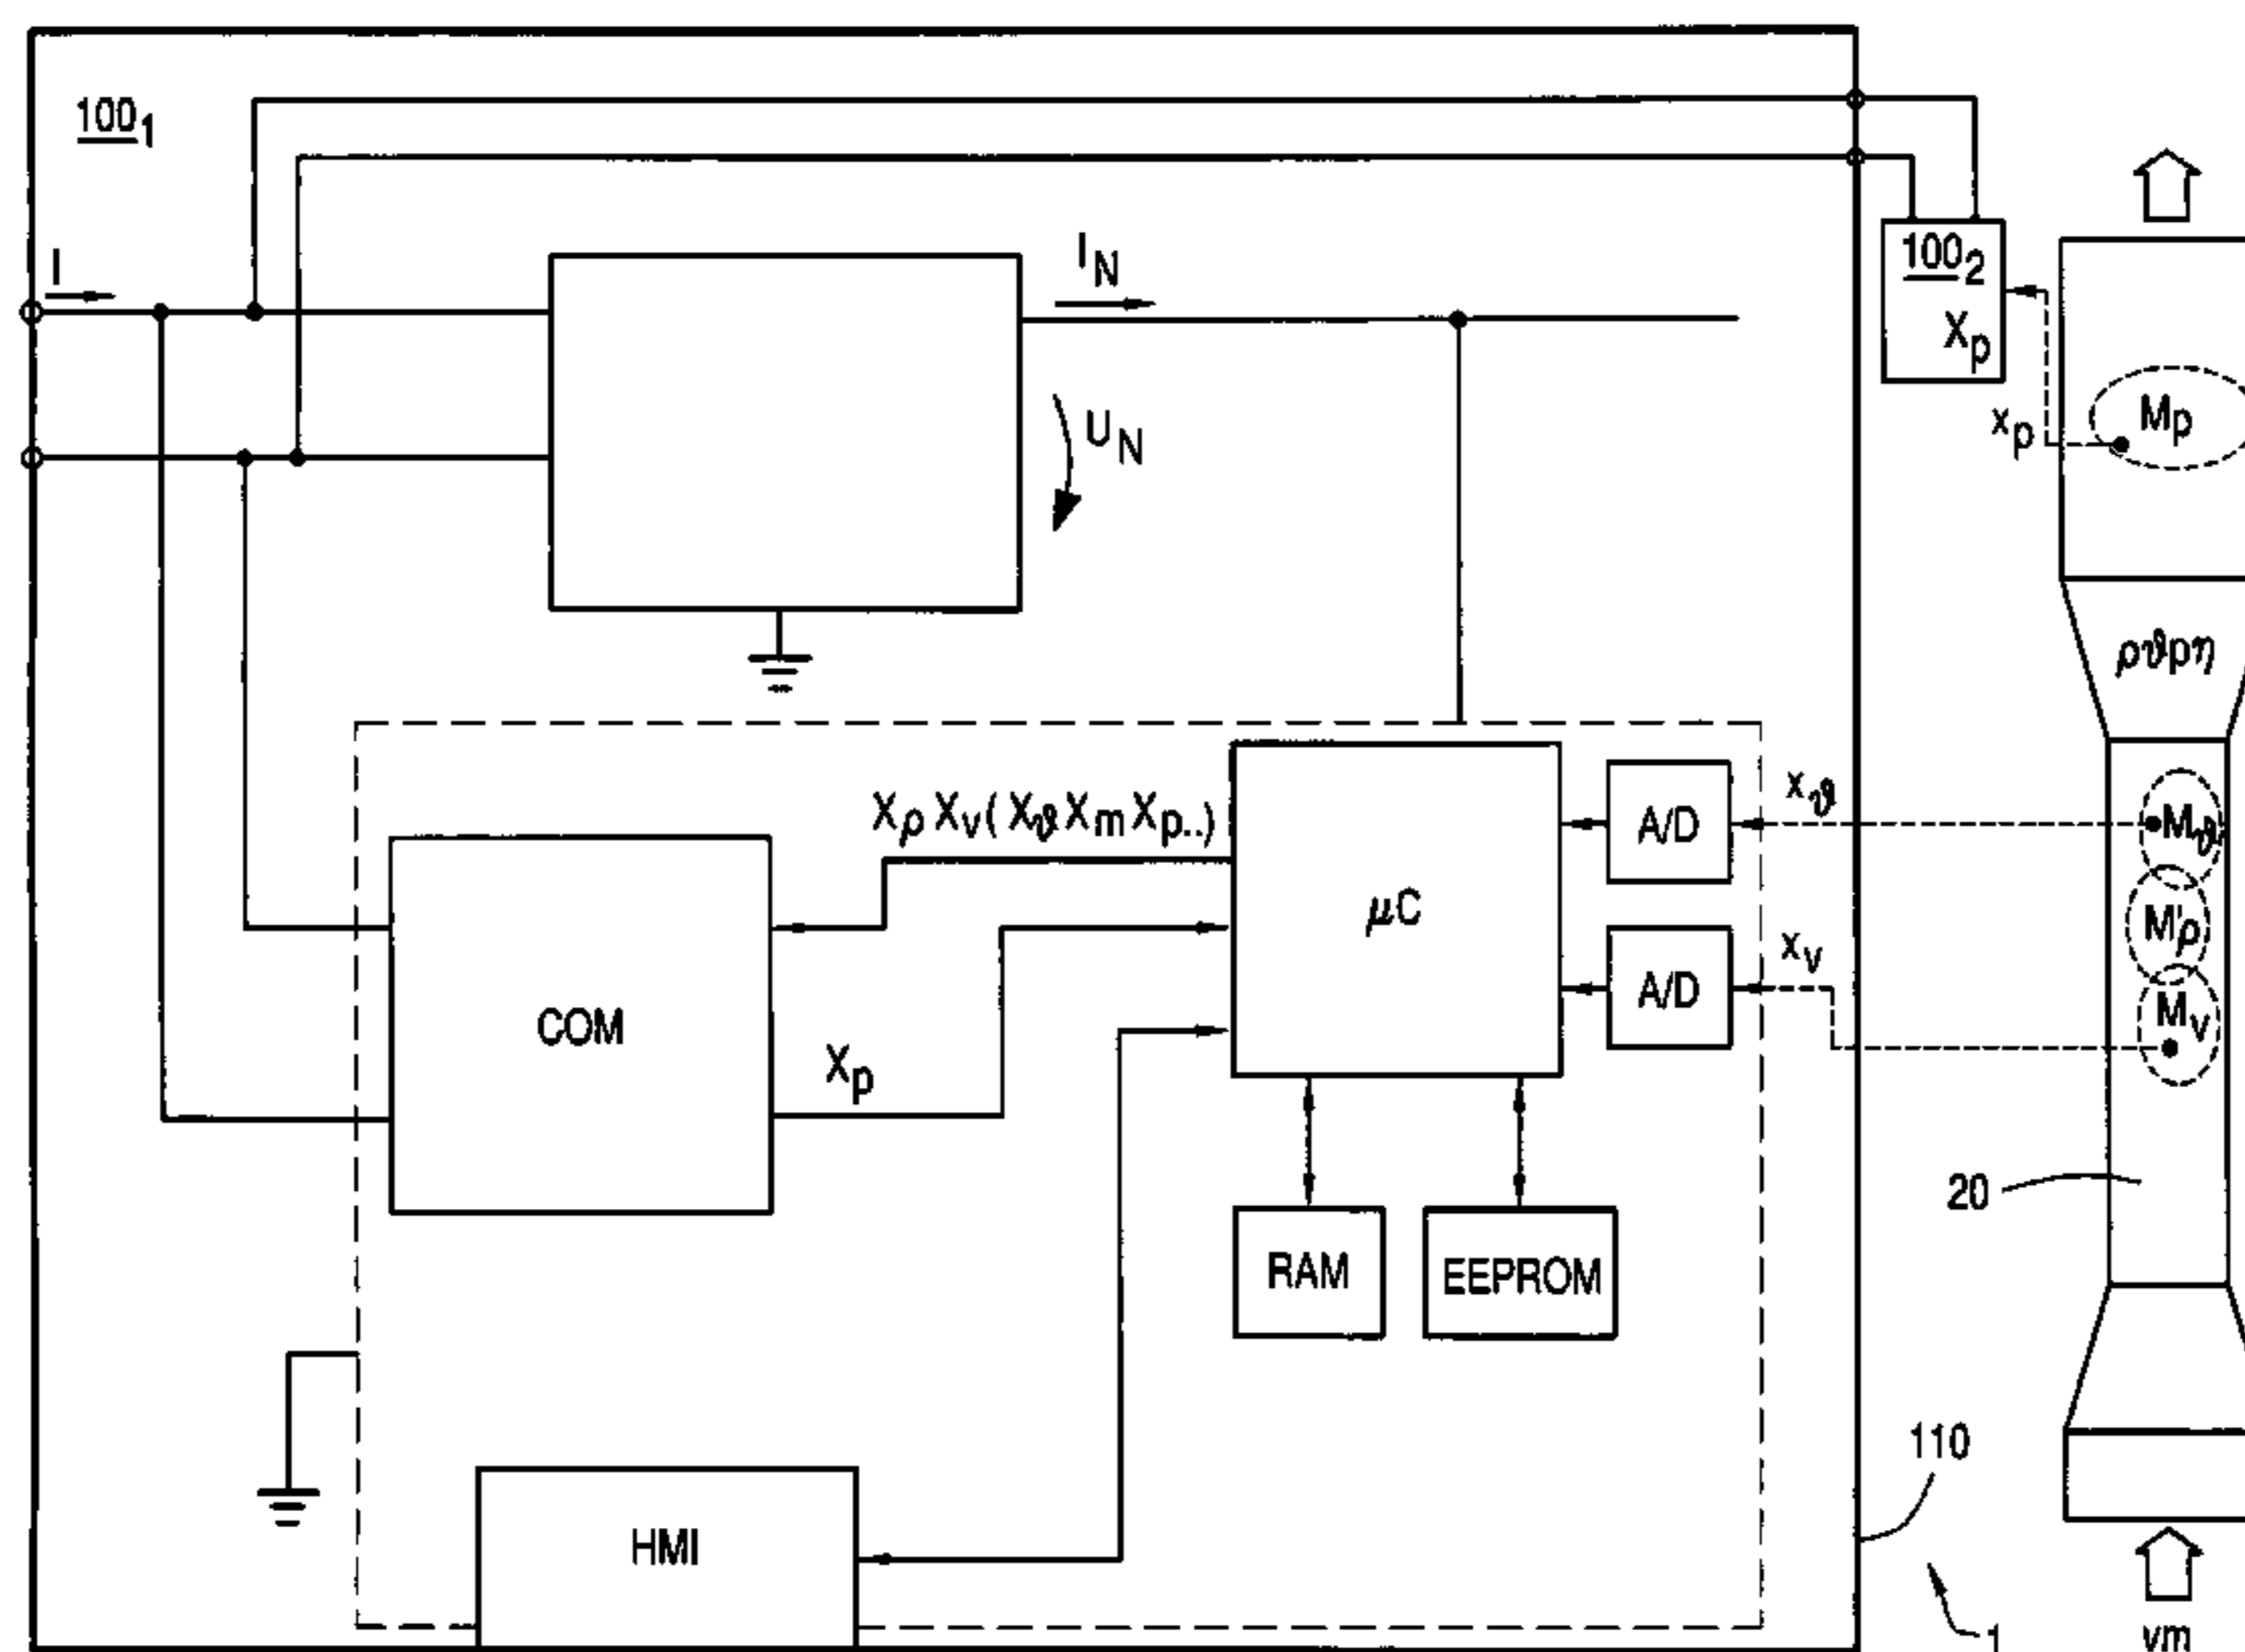 100₁
I
I_N
100₂
X_p
U_N
x_p
M_p
ρϑpη
X_ρ X_v ( X_ϑ X_m X_p.. )
x_ϑ
A/D
M_ϑ
μC
M'_ρ
x_v
A/D
M_v
COM
X_p
20
RAM
EEPROM
110
HMI
1
vm